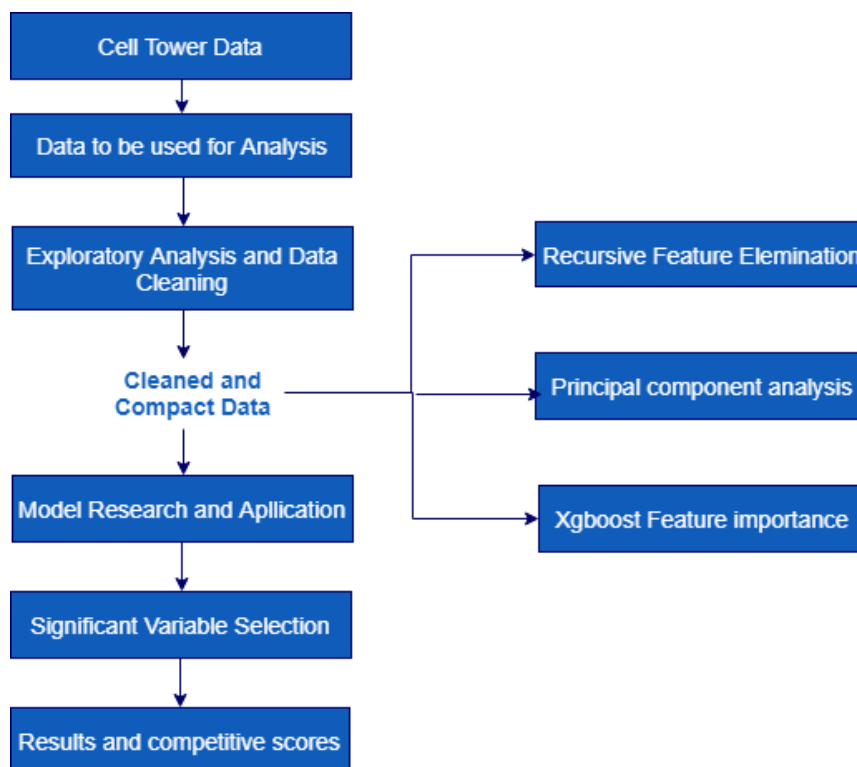 Cell Tower Data
Data to be used for Analysis
Exploratory Analysis and Data
Cleaning
Cleaned and
Compact Data
Model Research and Apllication
Significant Variable Selection
Results and competitive scores
Recursive Feature Elemination
Principal component analysis
Xgboost Feature importance